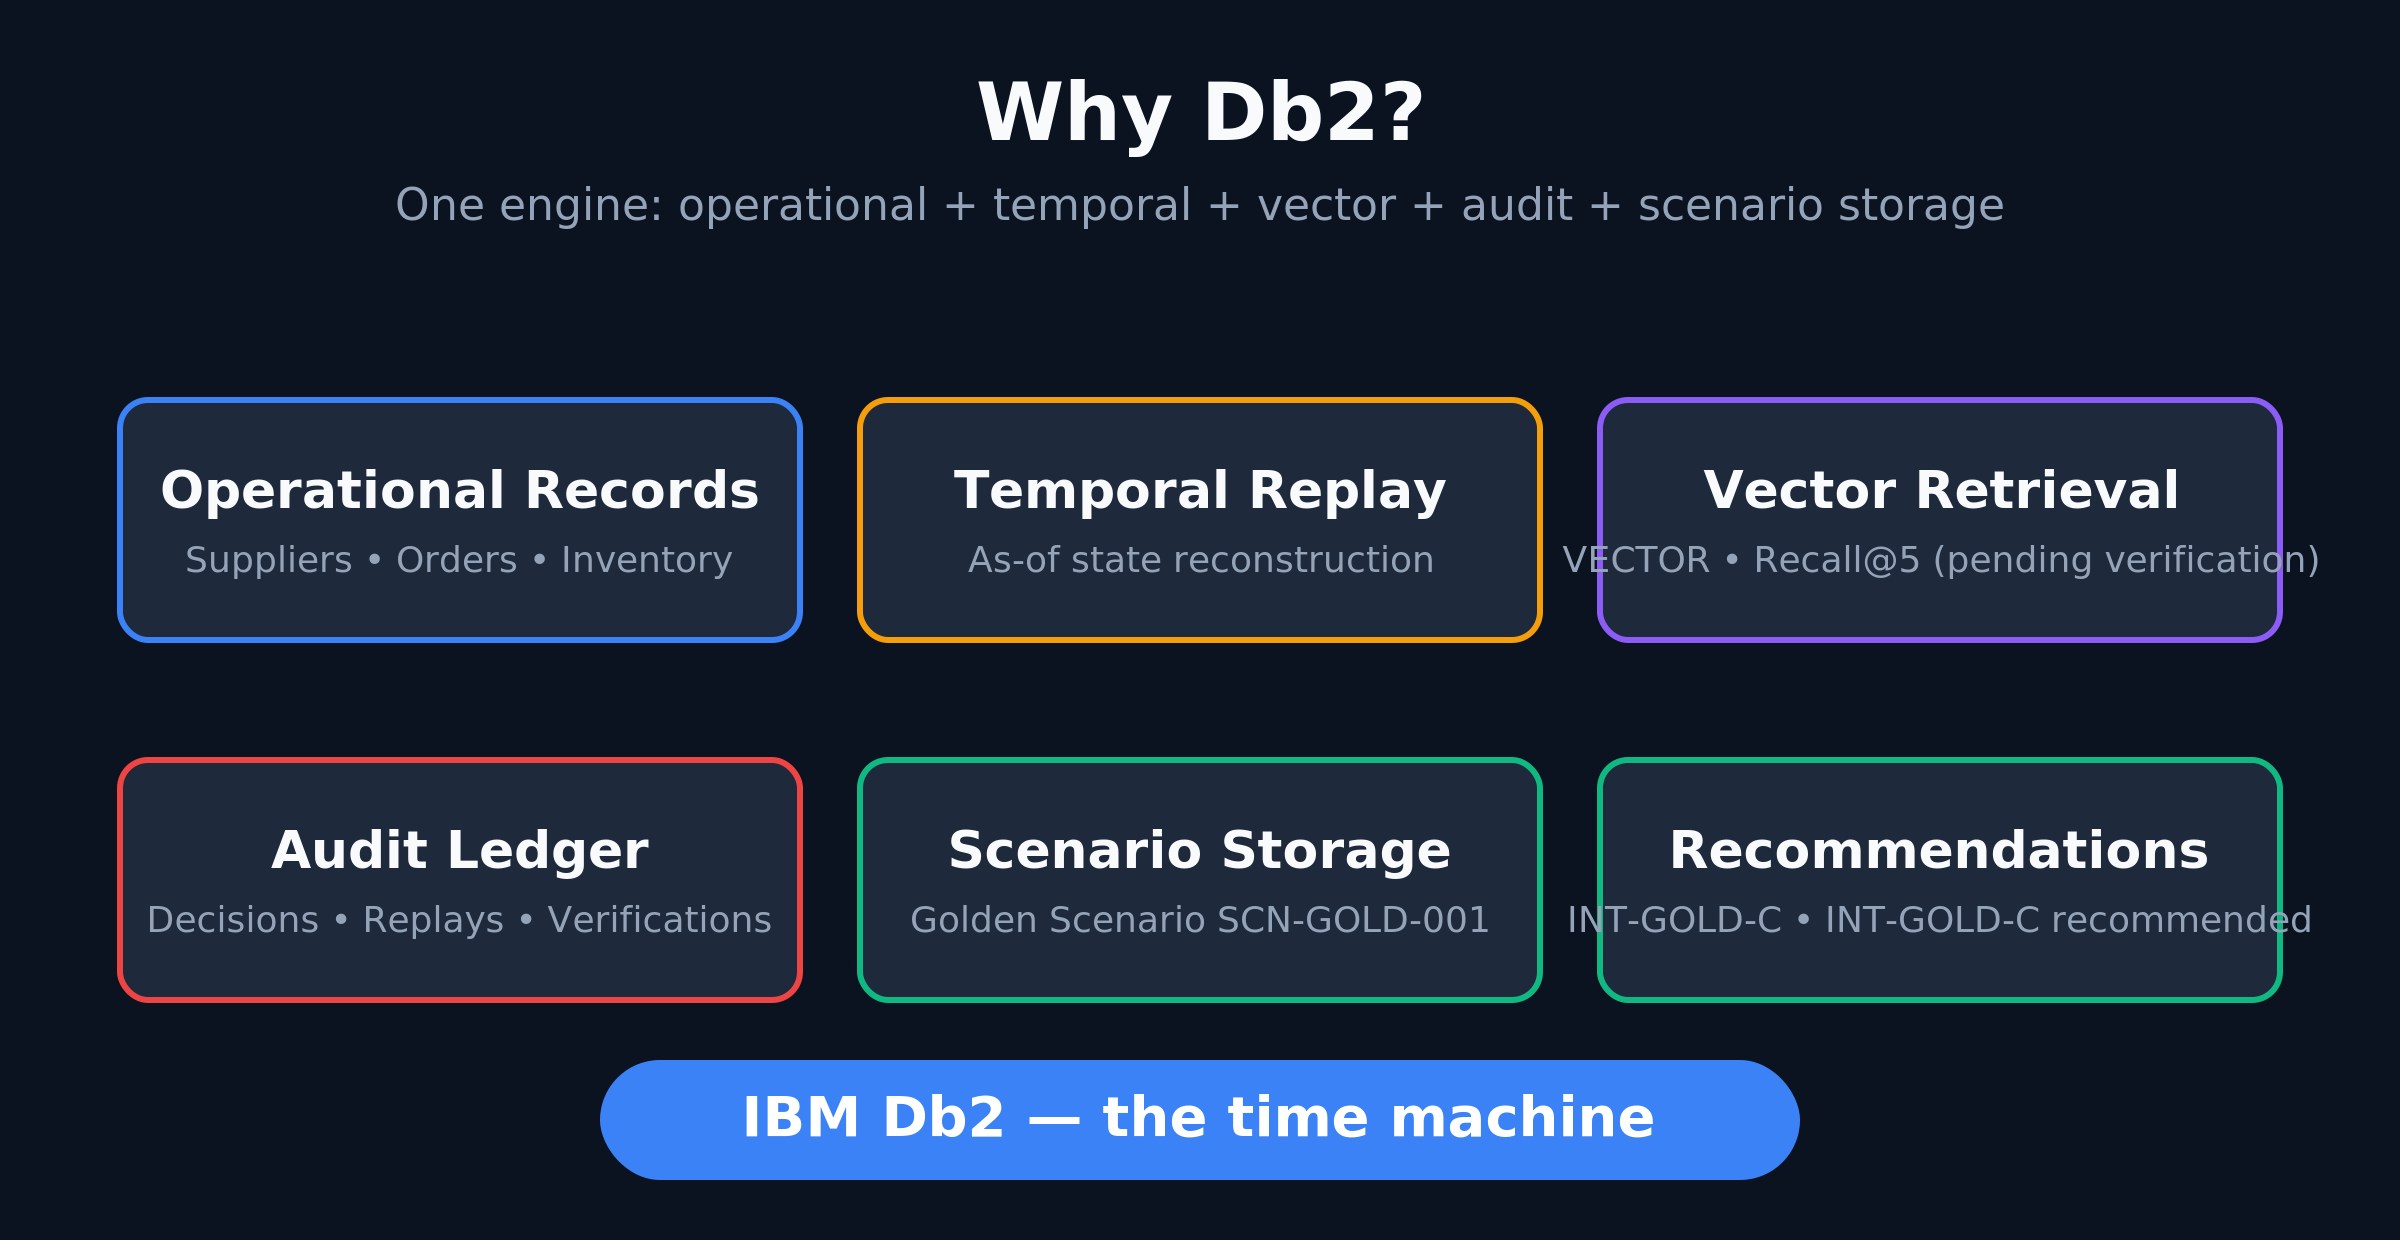 Why Db2?
One engine: operational + temporal + vector + audit + scenario storage
Operational Records
Suppliers • Orders • Inventory
Temporal Replay
As-of state reconstruction
Vector Retrieval
VECTOR • Recall@5 (pending verification)
Audit Ledger
Decisions • Replays • Verifications
Scenario Storage
Golden Scenario SCN-GOLD-001
Recommendations
INT-GOLD-C • INT-GOLD-C recommended
IBM Db2 — the time machine